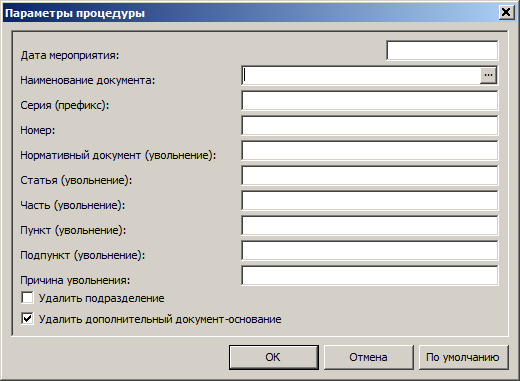 Параметры процедуры
Дата мероприятия:
Наименование документа:
...
Серия (префикс):
Номер:
Нормативный документ (увольнение):
Статья (увольнение):
Часть (увольнение):
Пункт (увольнение):
Подпункт (увольнение):
Причина увольнения:
Удалить подразделение
Удалить дополнительный документ-основание
ОК Отмена По умолчанию